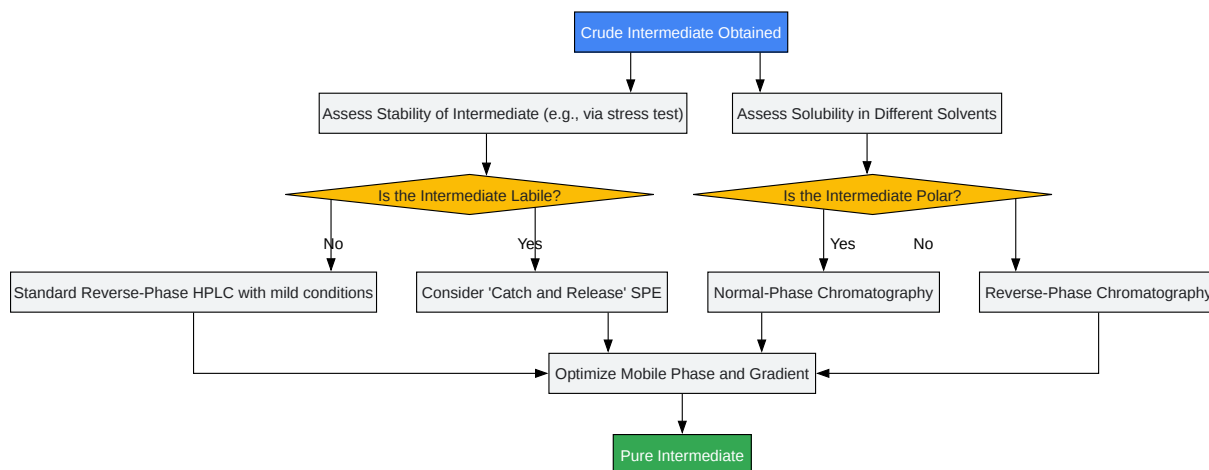 Crude Intermediate Obtained
Assess Stability of Intermediate (e.g., via stress test)
Assess Solubility in Different Solvents
Is the Intermediate Labile?
Is the Intermediate Polar?
No
Yes
Yes
No
Standard Reverse-Phase HPLC with mild conditions
Consider 'Catch and Release' SPE
Normal-Phase Chromatography
Reverse-Phase Chromatography
Optimize Mobile Phase and Gradient
Pure Intermediate